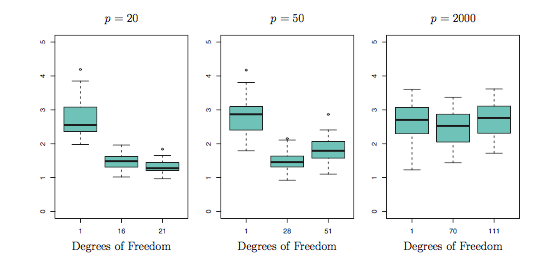 p = 20
5
4
3
2
1
0
1 16 21
Degrees of Freedom
p = 50
5
4
3
2
1
0
1 28 51
Degrees of Freedom
p = 2000
5
4
3
2
1
0
1 70 111
Degrees of Freedom